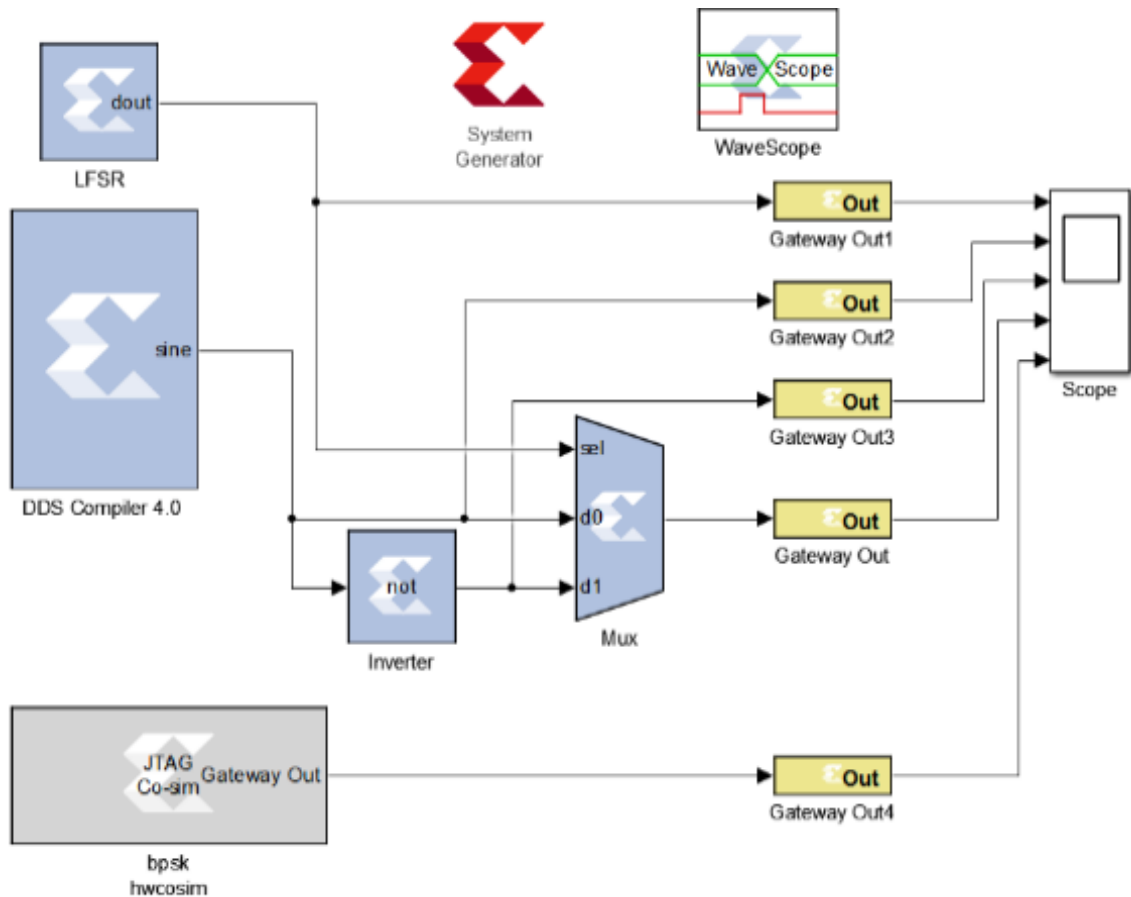 dout
LFSR
System
Generator
Wave Scope
WaveScope
Out
Gateway Out1
Out
Gateway Out2
Out
Gateway Out3
Scope
sine
DDS Compiler 4.0
sel
d0
d1
Mux
not
Inverter
Out
Gateway Out
JTAG
Co-sim
Gateway Out
bpsk
hwcosim
Out
Gateway Out4